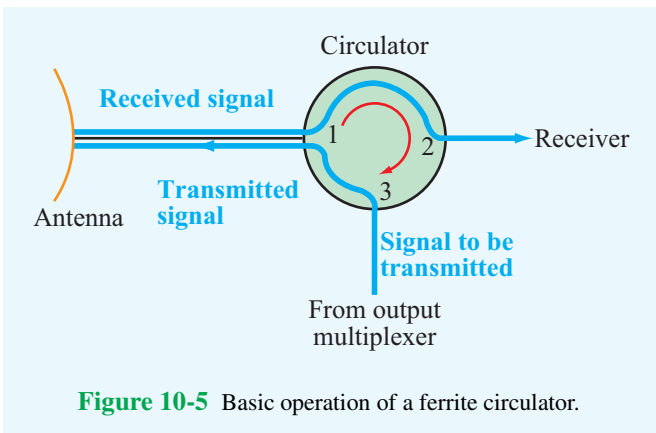 Circulator
Received signal
1
2
Receiver
3
Transmitted
signal
Antenna
Signal to be
transmitted
From output
multiplexer
Figure 10-5 Basic operation of a ferrite circulator.